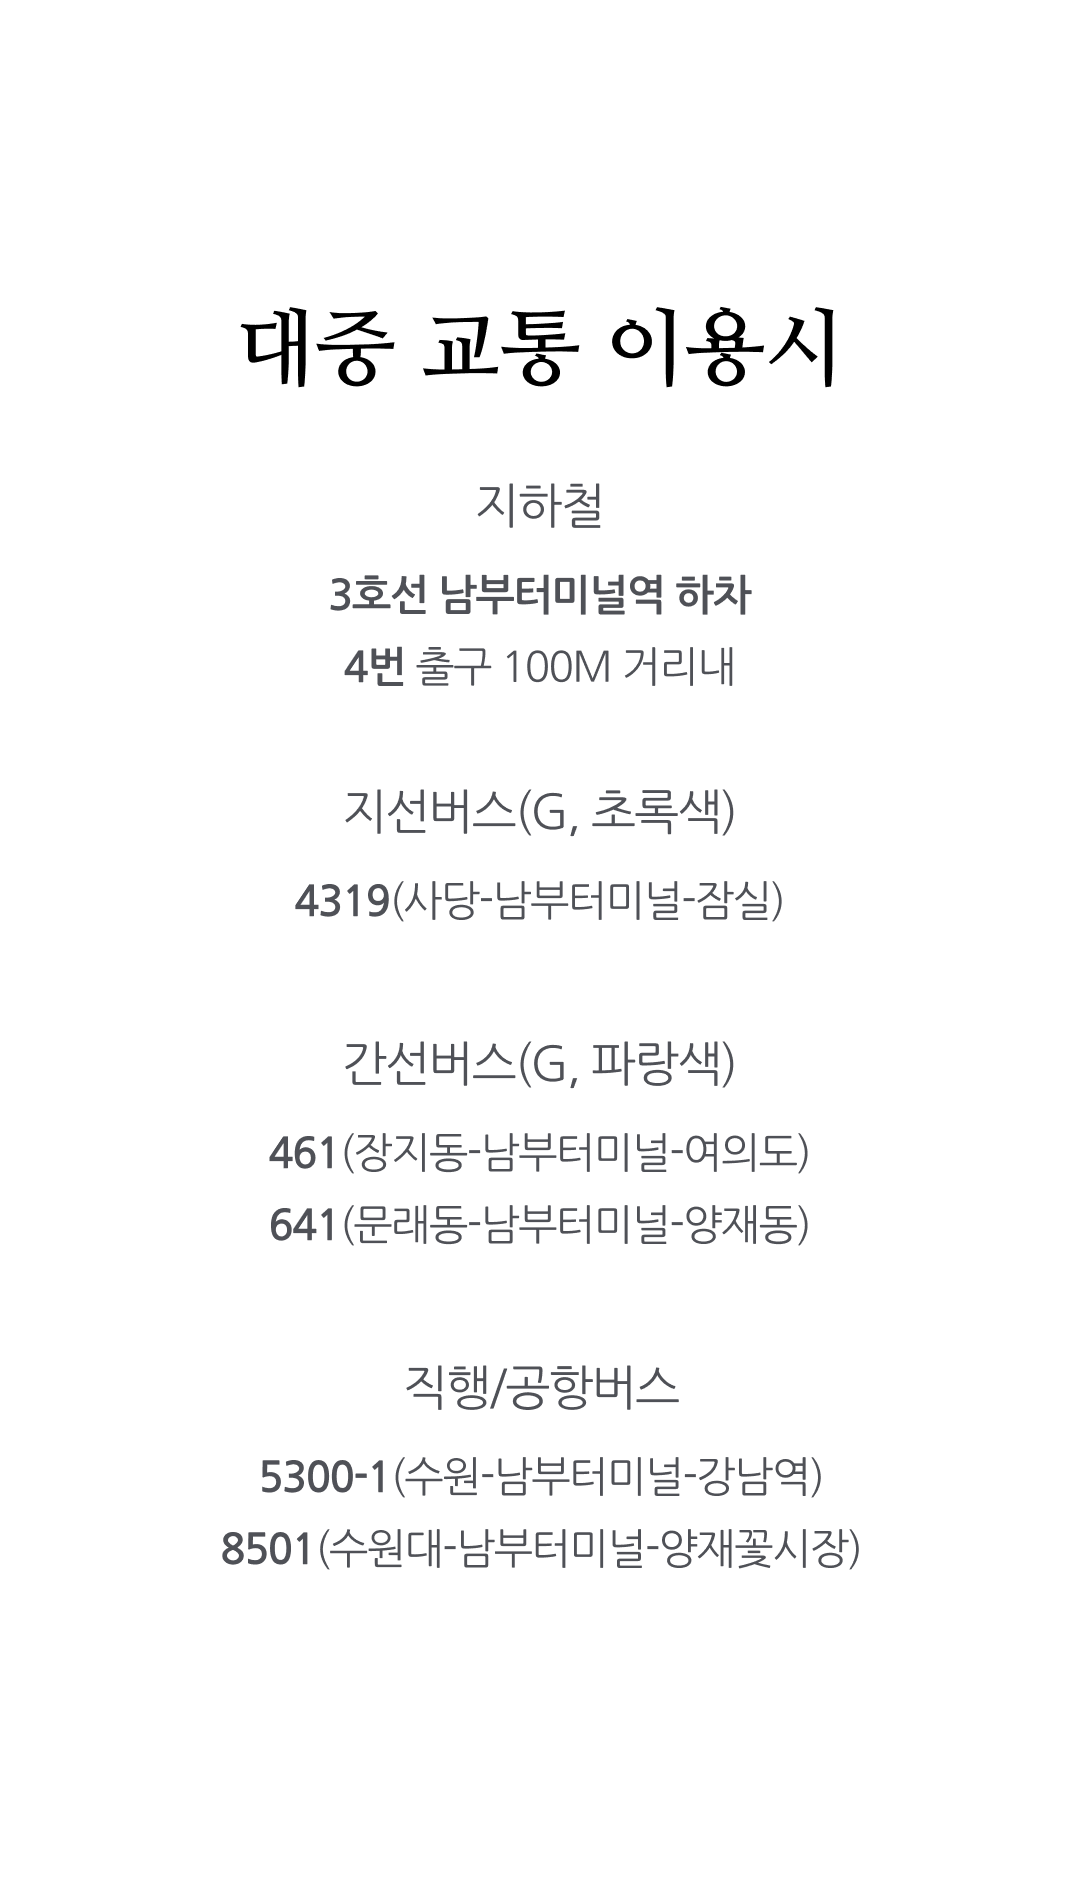 대중 교통 이용시
지하철
3호선 남부터미널역 하차
4번 출구 100M 거리내
지선버스(G, 초록색)
4319(사당-남부터미널-잠실)
간선버스(G, 파랑색)
461(장지동-남부터미널-여의도)
641(문래동-남부터미널-양재동)
직행/공항버스
5300-1(수원-남부터미널-강남역)
8501(수원대-남부터미널-양재꽃시장)